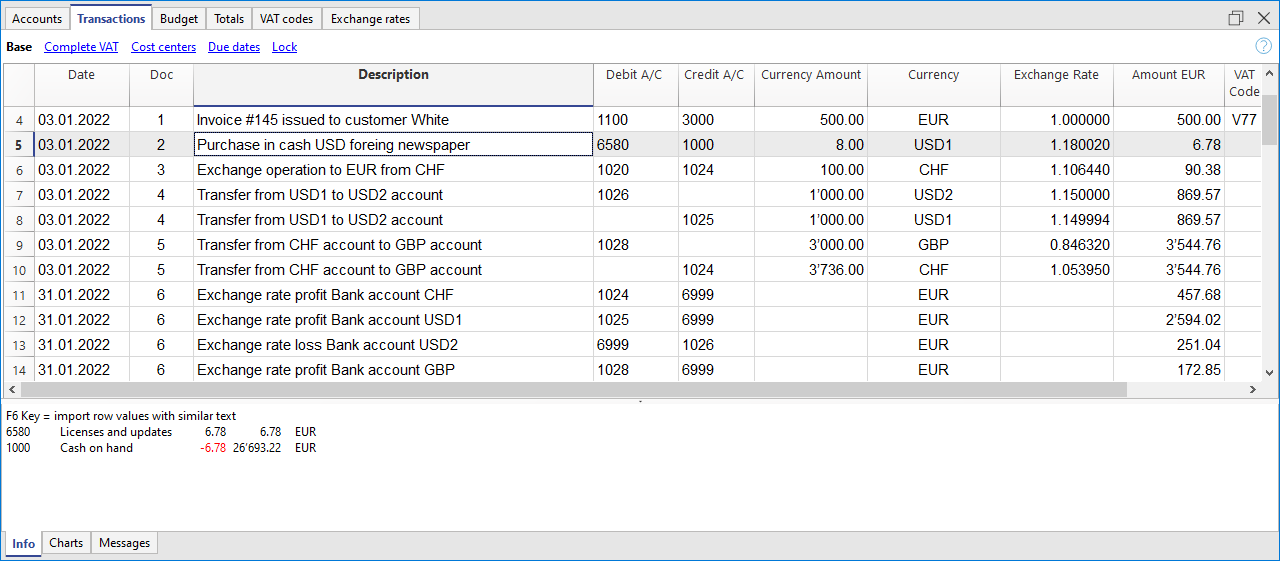 Accounts Transactions Budget Totals VAT codes Exchange rates
Base Complete VAT Cost centers Due dates Lock ?
Date Doc Description Debit A/C Credit A/C Currency Amount Currency Exchange Rate Amount EUR VAT
Code
4 03.01.2022 1 Invoice #145 issued to customer White 1100 3000 500.00 EUR 1.000000 500.00 V77
5 03.01.2022 2 Purchase in cash USD foreing newspaper 6580 1000 8.00 USD1 1.180020 6.78
6 03.01.2022 3 Exchange operation to EUR from CHF 1020 1024 100.00 CHF 1.106440 90.38
7 03.01.2022 4 Transfer from USD1 to USD2 account 1026 1'000.00 USD2 1.150000 869.57
8 03.01.2022 4 Transfer from USD1 to USD2 account 1025 1'000.00 USD1 1.149994 869.57
9 03.01.2022 5 Transfer from CHF account to GBP account 1028 3'000.00 GBP 0.846320 3'544.76
10 03.01.2022 5 Transfer from CHF account to GBP account 1024 3'736.00 CHF 1.053950 3'544.76
11 31.01.2022 6 Exchange rate profit Bank account CHF 1024 6999 EUR 457.68
12 31.01.2022 6 Exchange rate profit Bank account USD1 1025 6999 EUR 2'594.02
13 31.01.2022 6 Exchange rate loss Bank account USD2 6999 1026 EUR 251.04
14 31.01.2022 6 Exchange rate profit Bank account GBP 1028 6999 EUR 172.85
F6 Key = import row values with similar text
6580 Licenses and updates 6.78 6.78 EUR
1000 Cash on hand -6.78 26'693.22 EUR
Info Charts Messages